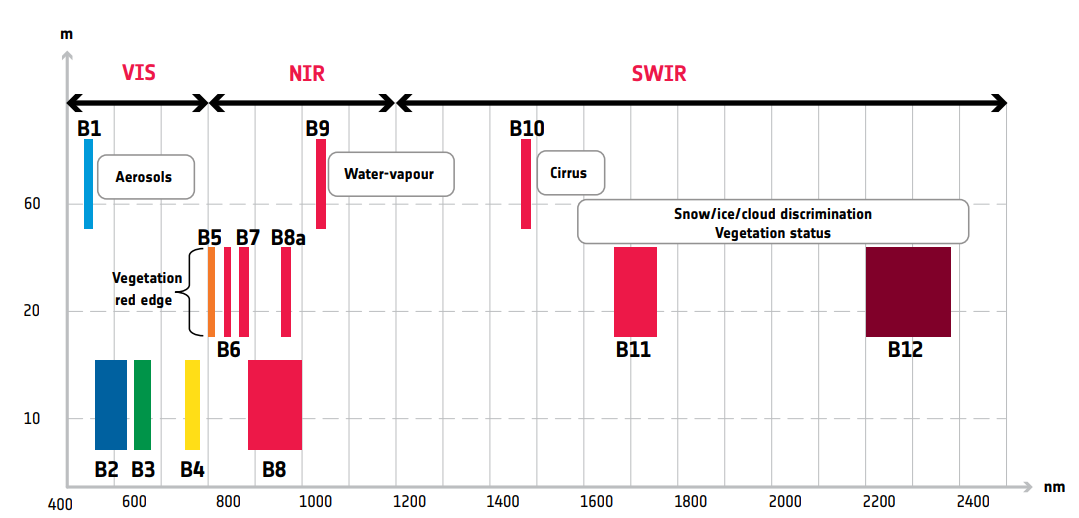 m
VIS NIR SWIR
B1 B9 B10
Aerosols Water-vapour Cirrus
60
Snow/ice/cloud discrimination
Vegetation status
B5 B7 B8a
Vegetation
red edge
20
B6 B11 B12
10
B2 B3 B4 B8
nm
400 600 800 1000 1200 1400 1600 1800 2000 2200 2400